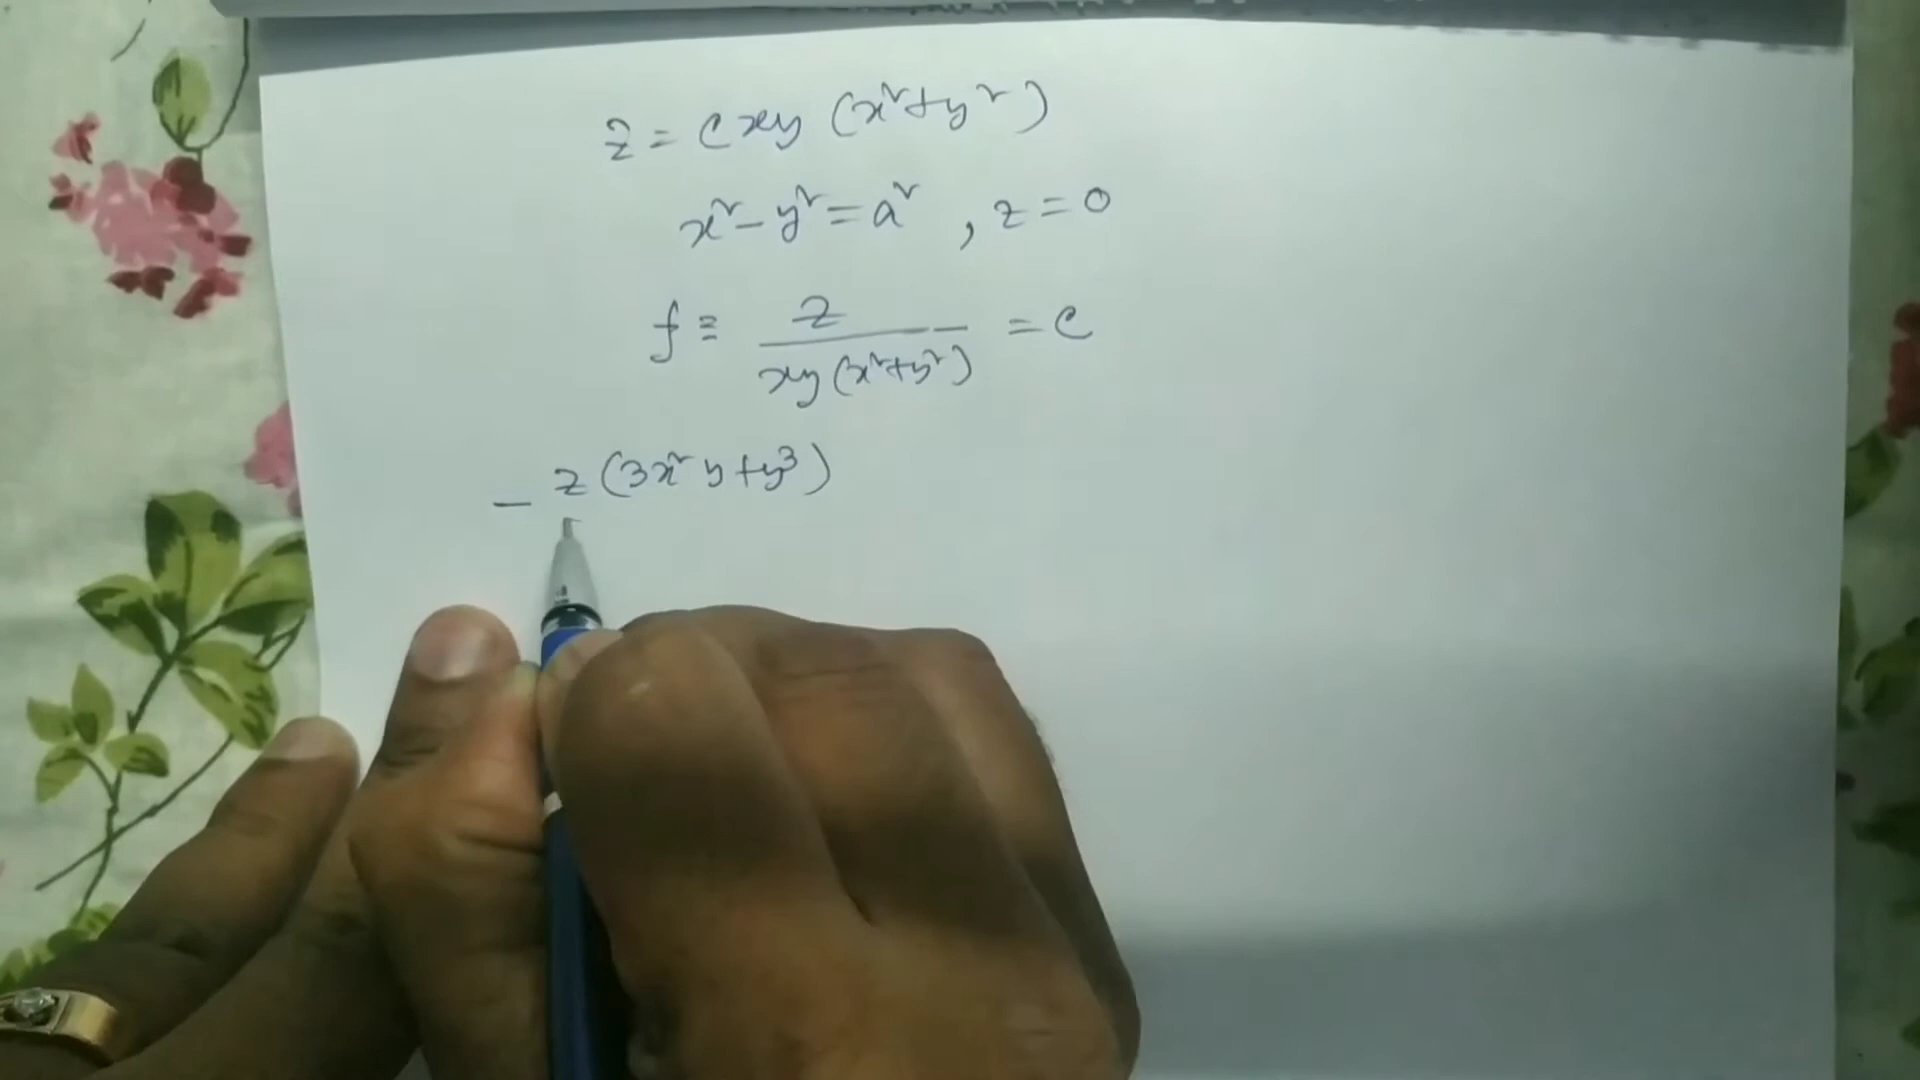 z = cxy (x²+y²)
x²-y²=a² , z=0
f ≡ z / xy(x²+y²) = c
- z(3x²y+y³)